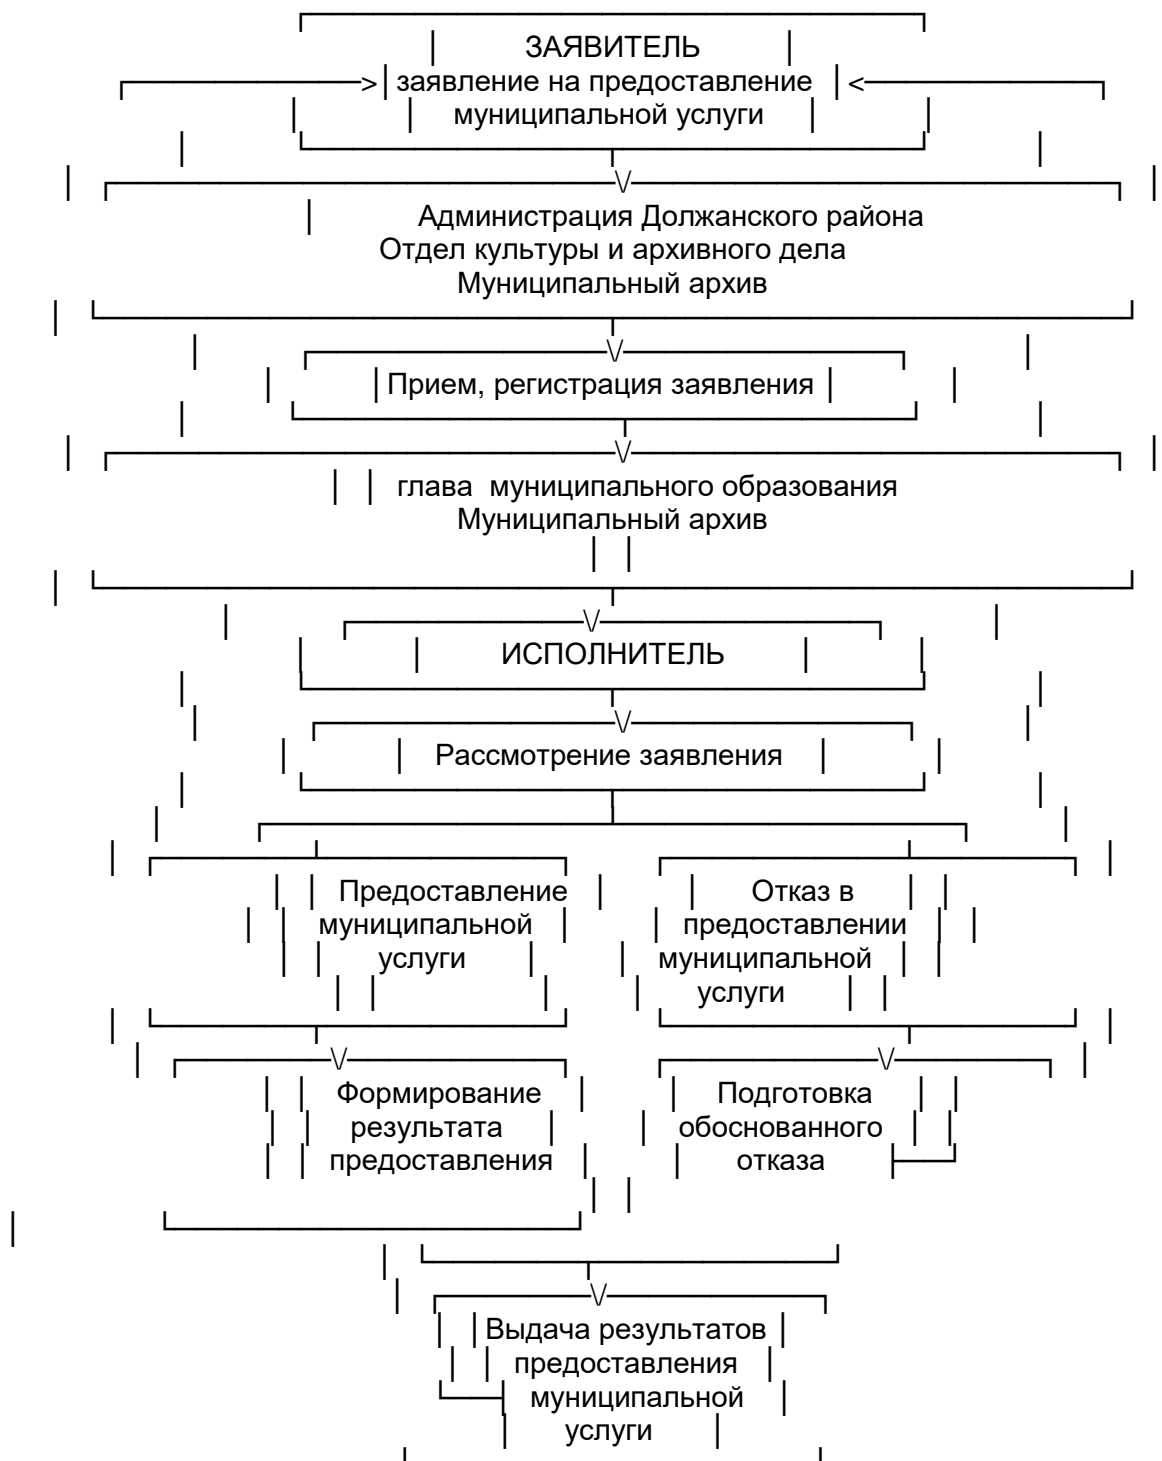 ЗАЯВИТЕЛЬ
заявление на предоставление
муниципальной услуги
Администрация Должанского района
Отдел культуры и архивного дела
Муниципальный архив
Прием, регистрация заявления
глава муниципального образования
Муниципальный архив
ИСПОЛНИТЕЛЬ
Рассмотрение заявления
Предоставление
муниципальной
услуги
Отказ в
предоставлении
муниципальной
услуги
Формирование
результата
предоставления
Подготовка
обоснованного
отказа
Выдача результатов
предоставления
муниципальной
услуги